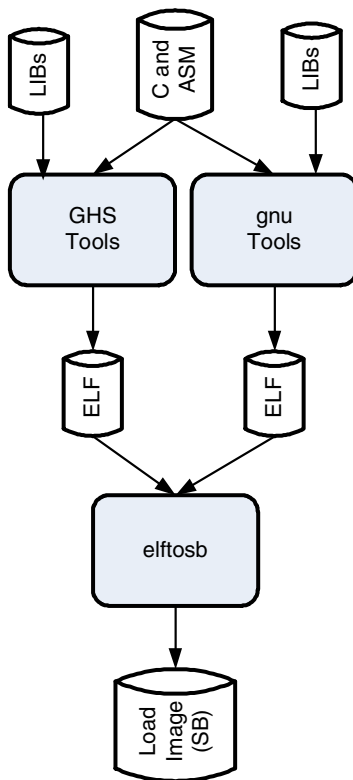 LIBs
C and
ASM
LIBs
GHS
Tools
gnu
Tools
ELF
ELF
elftosb
Load
Image
(SB)